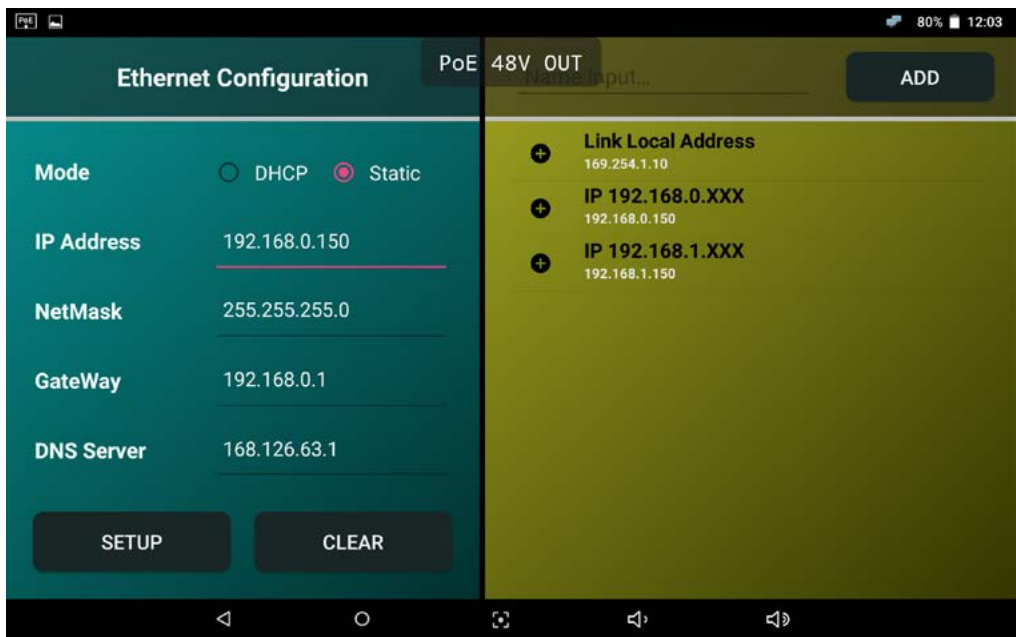 PoE
80% 12:03
Ethernet Configuration
PoE 48V OUT
Name Input...
ADD
Mode
DHCP
Static
IP Address
192.168.0.150
NetMask
255.255.255.0
GateWay
192.168.0.1
DNS Server
168.126.63.1
SETUP
CLEAR
Link Local Address
169.254.1.10
IP 192.168.0.XXX
192.168.0.150
IP 192.168.1.XXX
192.168.1.150